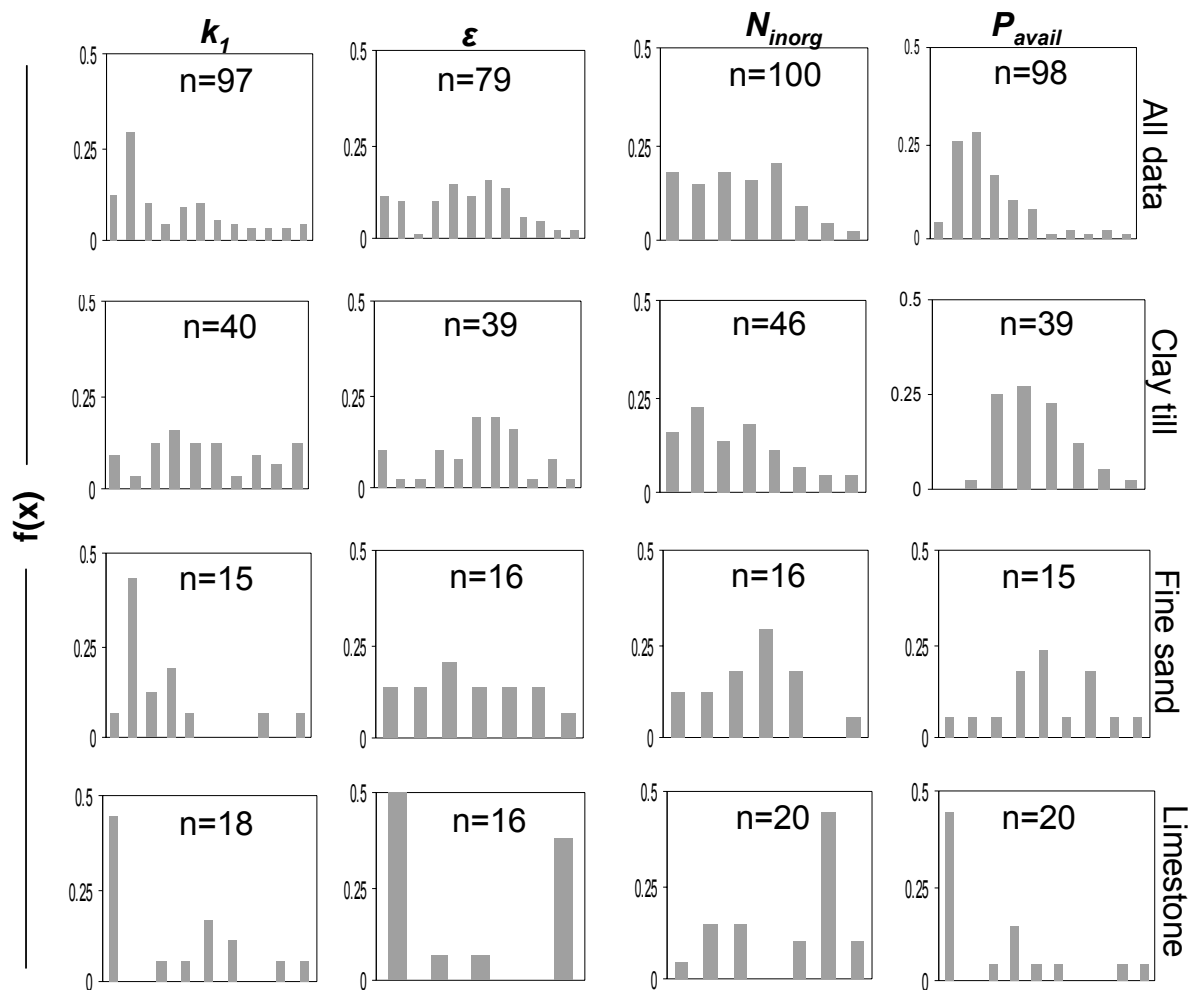 k1 ε Ninorg Pavail
0.5 0.5 0.5 0.5
n=97 n=79 n=100 n=98
0.25 0.25 0.25 0.25
0 0 0 0
All data
0.5 0.5 0.5 0.5
n=40 n=39 n=46 n=39
0.25 0.25 0.25 0.25
0 0 0 0
Clay till
f(x)
0.5 0.5 0.5 0.5
n=15 n=16 n=16 n=15
0.25 0.25 0.25 0.25
0 0 0 0
Fine sand
0.5 0.5 0.5 0.5
n=18 n=16 n=20 n=20
0.25 0.25 0.25 0.25
0 0 0 0
Limestone